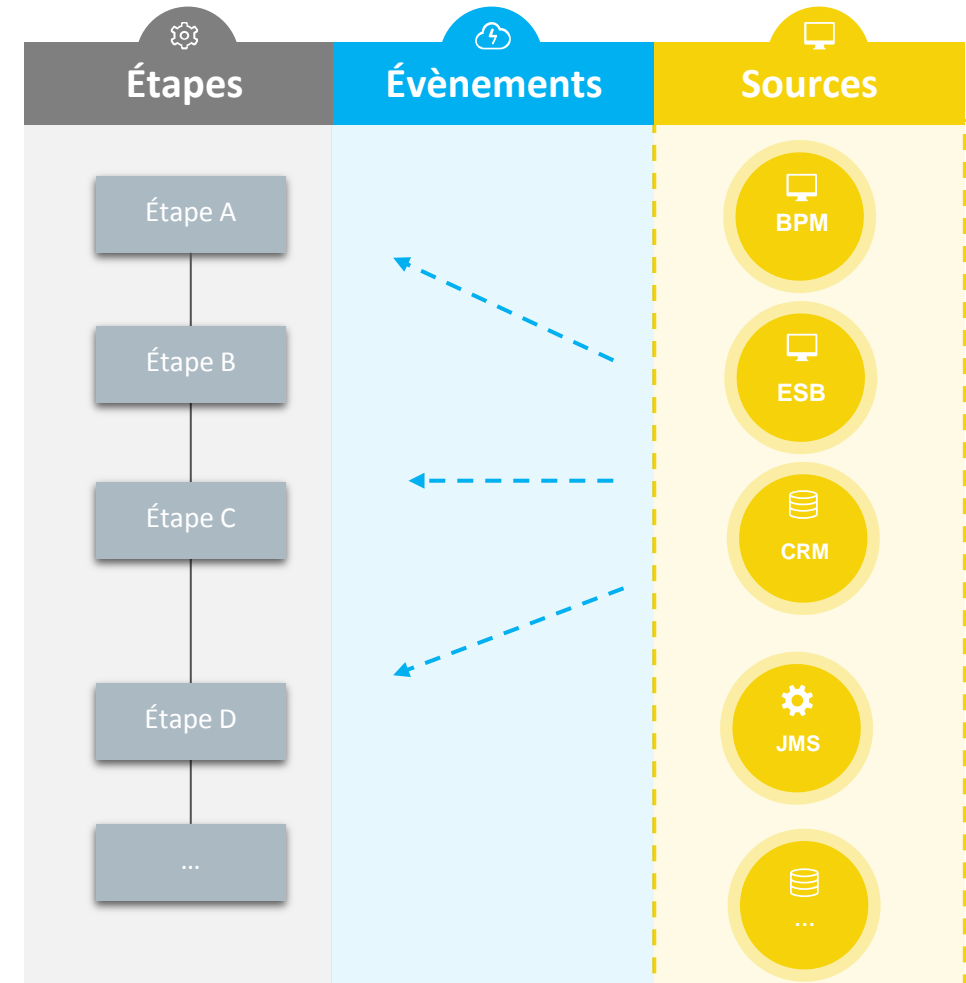 Étapes
Évènements
Sources
Étape A
Étape B
Étape C
Étape D
...
BPM
ESB
CRM
JMS
...